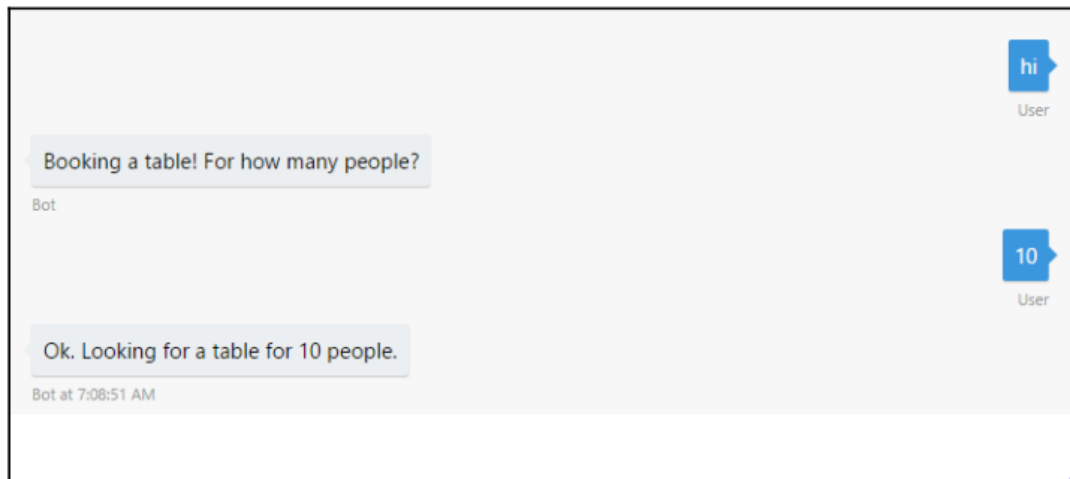 hi
User
Booking a table! For how many people?
Bot
10
User
Ok. Looking for a table for 10 people.
Bot at 7:08:51 AM